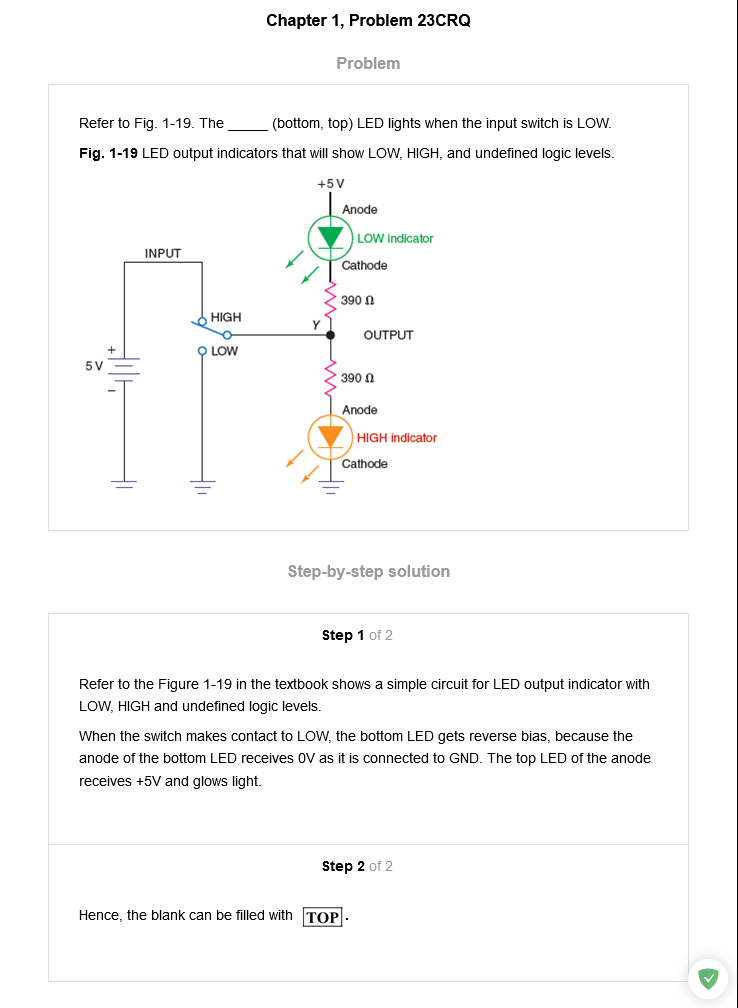 Chapter 1, Problem 23CRQ
Problem
Refer to Fig. 1-19. The _____ (bottom, top) LED lights when the input switch is LOW.
Fig. 1-19 LED output indicators that will show LOW, HIGH, and undefined logic levels.
+5 V
Anode
LOW indicator
INPUT
Cathode
390 Ω
HIGH
Y
OUTPUT
LOW
+
5 V
390 Ω
−
Anode
HIGH indicator
Cathode
Step-by-step solution
Step 1 of 2
Refer to the Figure 1-19 in the textbook shows a simple circuit for LED output indicator with
LOW, HIGH and undefined logic levels.
When the switch makes contact to LOW, the bottom LED gets reverse bias, because the
anode of the bottom LED receives 0V as it is connected to GND. The top LED of the anode
receives +5V and glows light.
Step 2 of 2
Hence, the blank can be filled with TOP.